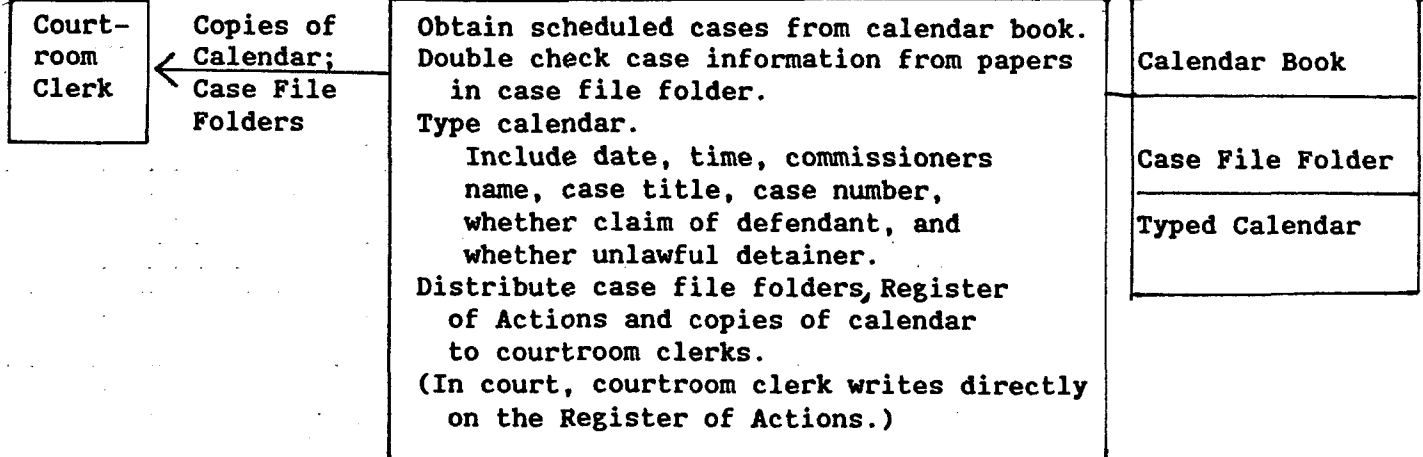 Court-
room
Clerk
Copies of
Calendar;
Case File
Folders
Obtain scheduled cases from calendar book.
Double check case information from papers
in case file folder.
Type calendar.
Include date, time, commissioners
name, case title, case number,
whether claim of defendant, and
whether unlawful detainer.
Distribute case file folders, Register
of Actions and copies of calendar
to courtroom clerks.
(In court, courtroom clerk writes directly
on the Register of Actions.)
Calendar Book
Case File Folder
Typed Calendar